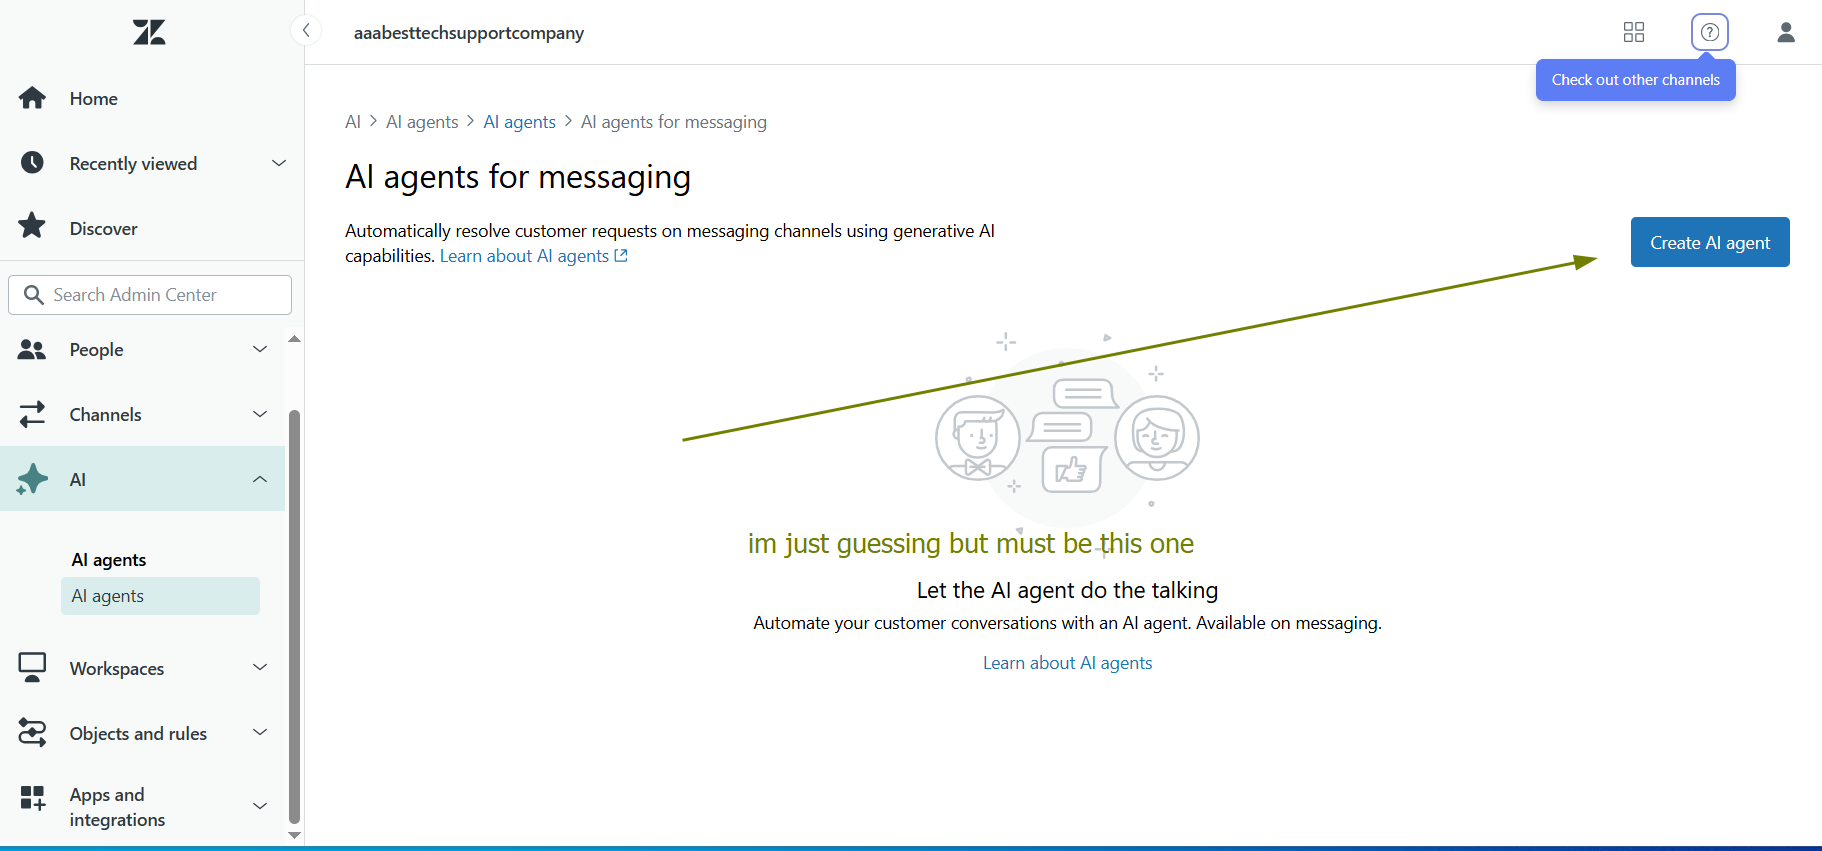 aaabesttechsupportcompany
Check out other channels
Home
Recently viewed
Discover
Search Admin Center
People
Channels
AI
AI agents
AI agents
Workspaces
Objects and rules
Apps and
integrations
AI > AI agents > AI agents > AI agents for messaging
AI agents for messaging
Automatically resolve customer requests on messaging channels using generative AI
capabilities. Learn about AI agents
Create AI agent
im just guessing but must be this one
Let the AI agent do the talking
Automate your customer conversations with an AI agent. Available on messaging.
Learn about AI agents